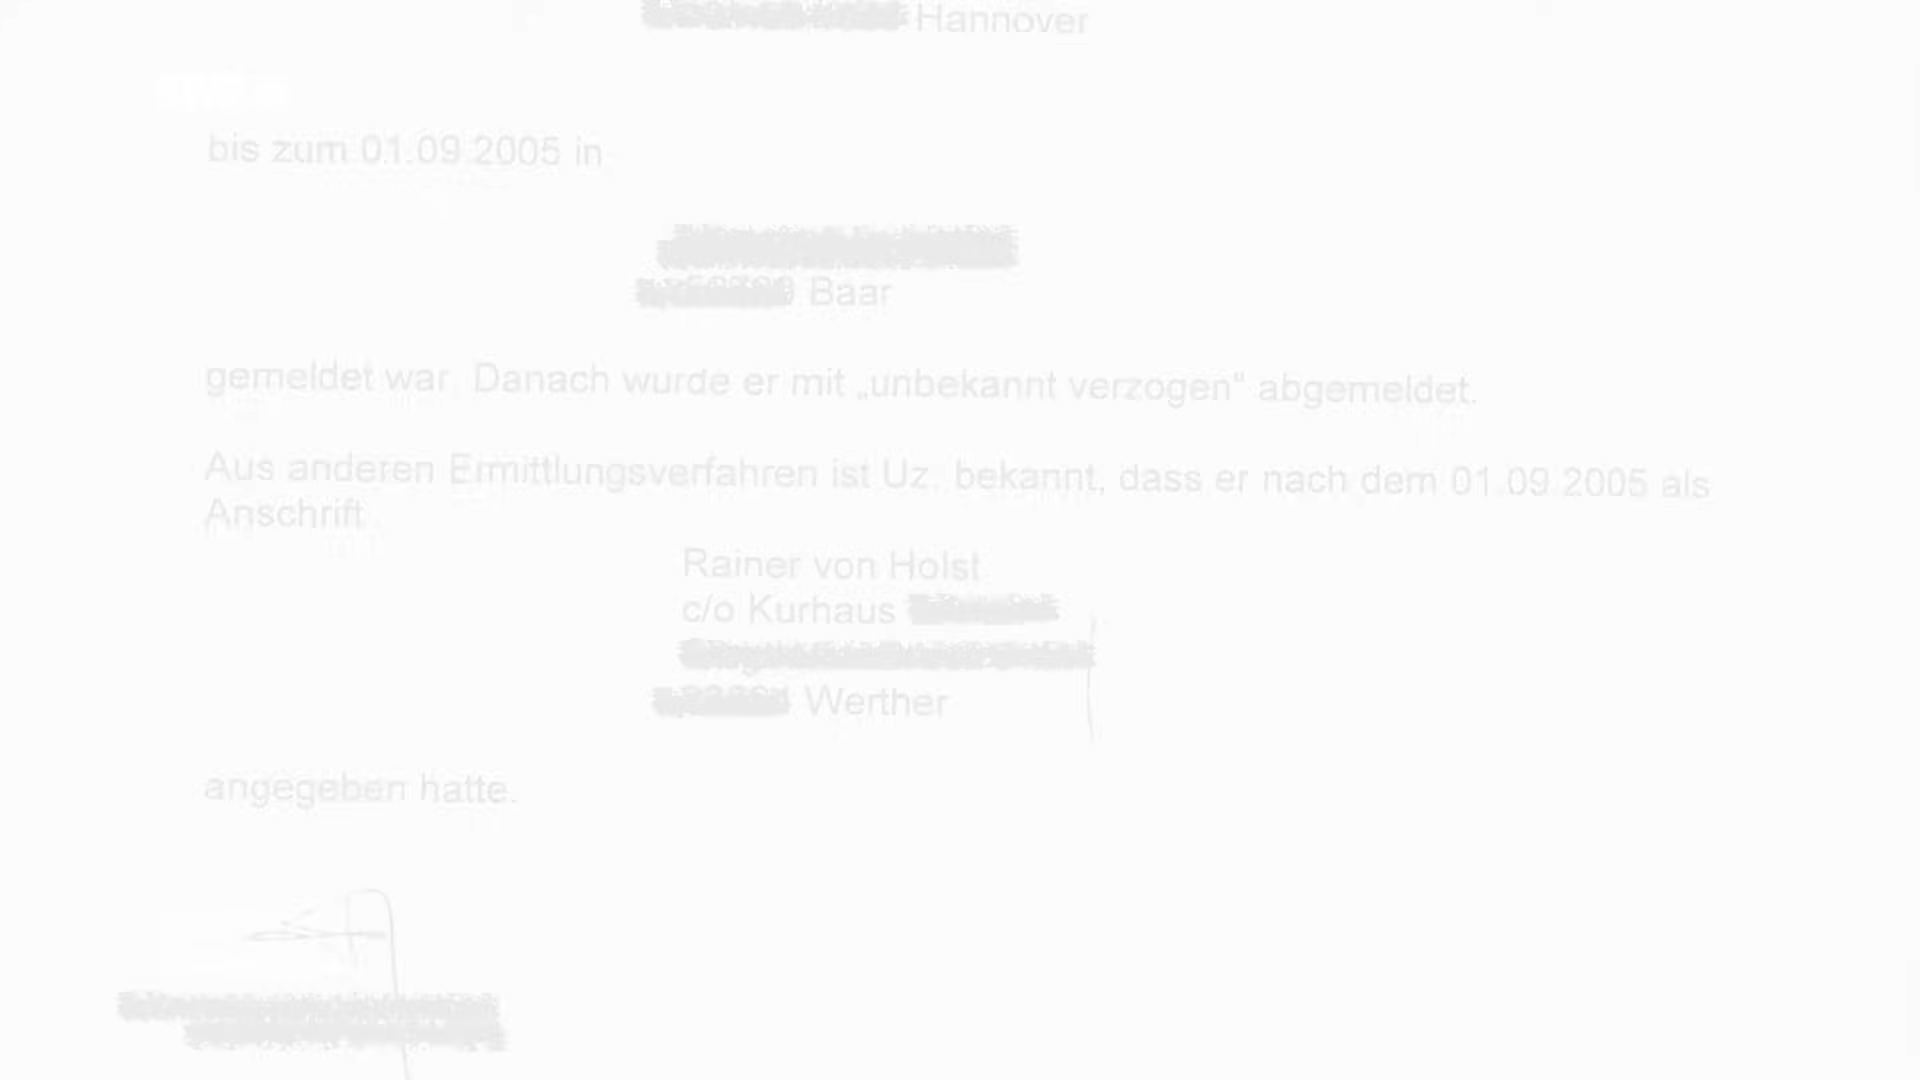 Hannover
bis zum 01.09.2005 in
Baar
gemeldet war. Danach wurde er mit „unbekannt verzogen“ abgemeldet.
Aus anderen Ermittlungsverfahren ist Uz. bekannt, dass er nach dem 01.09.2005 als
Anschrift
Rainer von Holst
c/o Kurhaus
Werther
angegeben hatte.